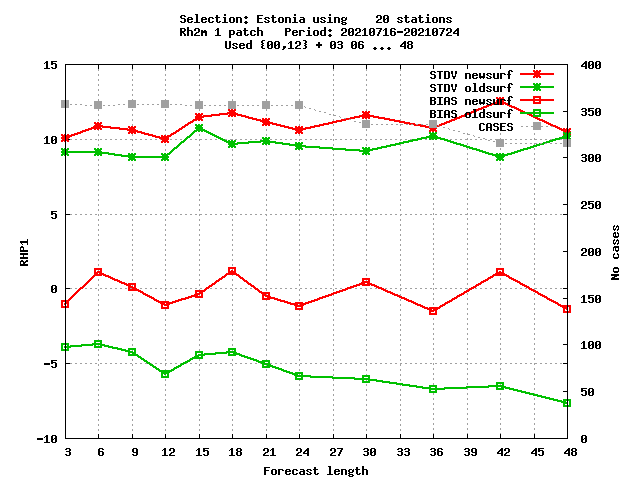 Selection: Estonia using    20 stations
Rh2m 1 patch   Period: 20210716-20210724
Used {00,12} + 03 06 ... 48
STDV newsurf
STDV oldsurf
BIAS newsurf
BIAS oldsurf
CASES
15
10
5
0
-5
-10
RHP1
400
350
300
250
200
150
100
50
0
No cases
3 6 9 12 15 18 21 24 27 30 33 36 39 42 45 48
Forecast length